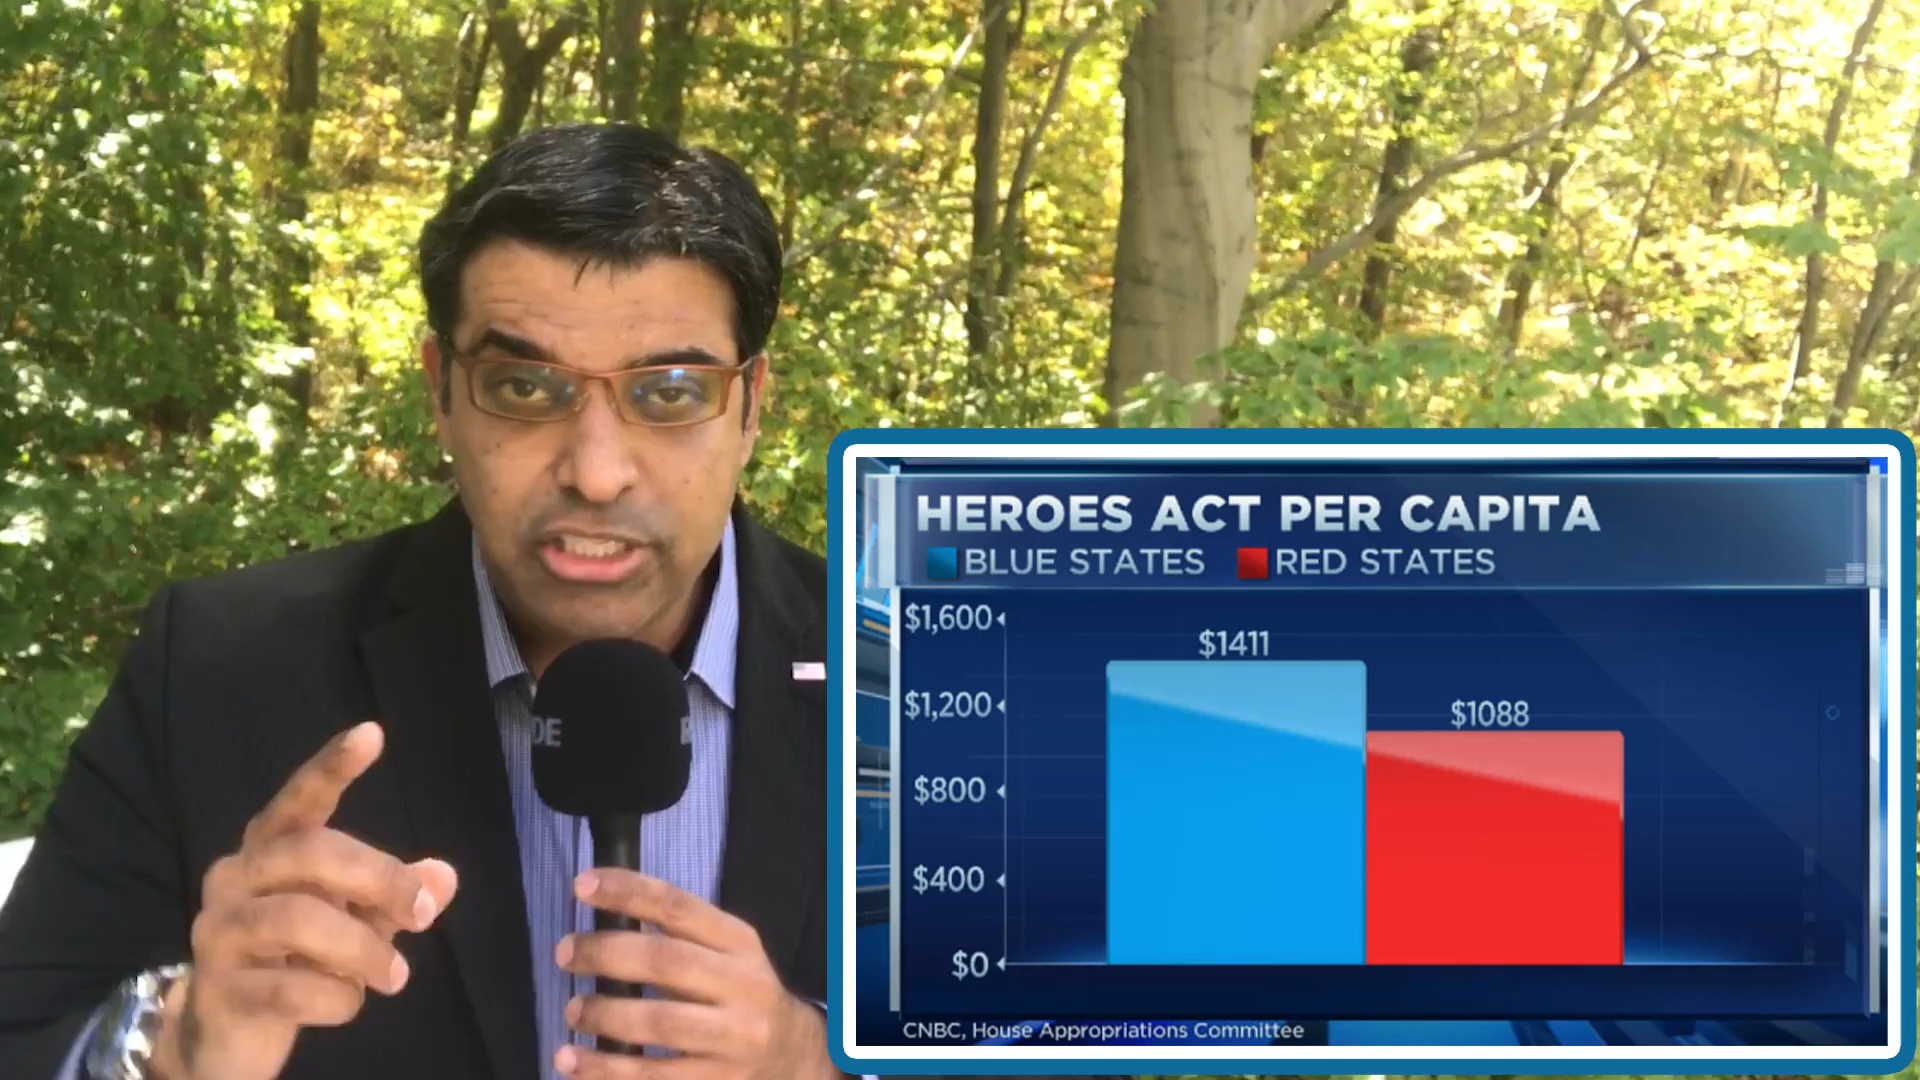 HEROES ACT PER CAPITA
BLUE STATES RED STATES
$1,600
$1411
$1,200
$1088
$800
$400
$0
CNBC, House Appropriations Committee